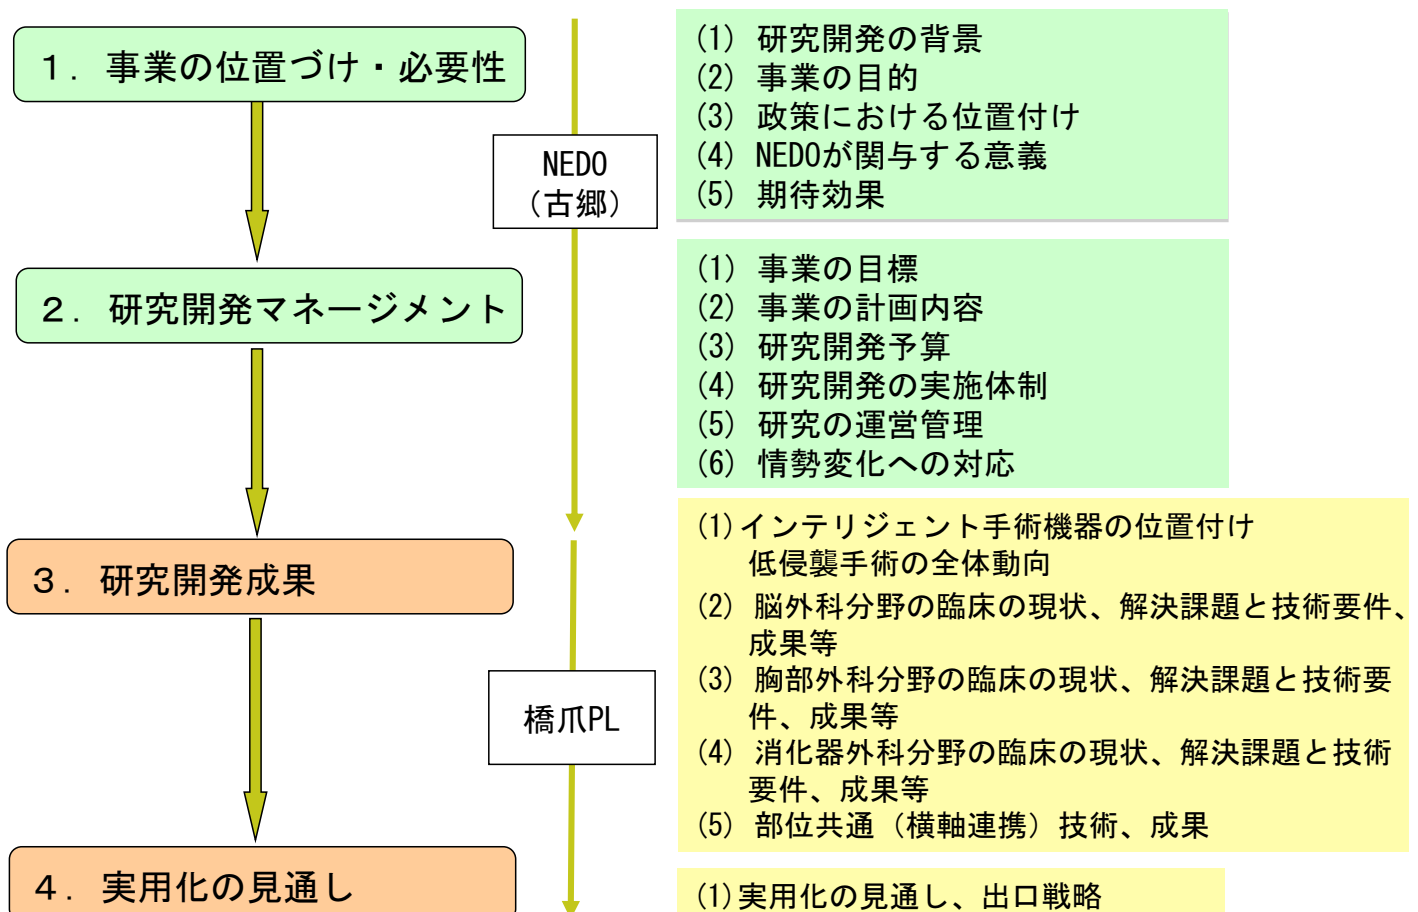 １．事業の位置づけ・必要性
(1) 研究開発の背景
(2) 事業の目的
(3) 政策における位置付け
(4) NEDOが関与する意義
(5) 期待効果
NEDO
（古郷）
２．研究開発マネージメント
(1) 事業の目標
(2) 事業の計画内容
(3) 研究開発予算
(4) 研究開発の実施体制
(5) 研究の運営管理
(6) 情勢変化への対応
３．研究開発成果
(1)インテリジェント手術機器の位置付け
低侵襲手術の全体動向
(2) 脳外科分野の臨床の現状、解決課題と技術要件、
成果等
(3) 胸部外科分野の臨床の現状、解決課題と技術要
件、成果等
(4) 消化器外科分野の臨床の現状、解決課題と技術
要件、成果等
(5) 部位共通（横軸連携）技術、成果
橋爪PL
４．実用化の見通し
(1)実用化の見通し、出口戦略